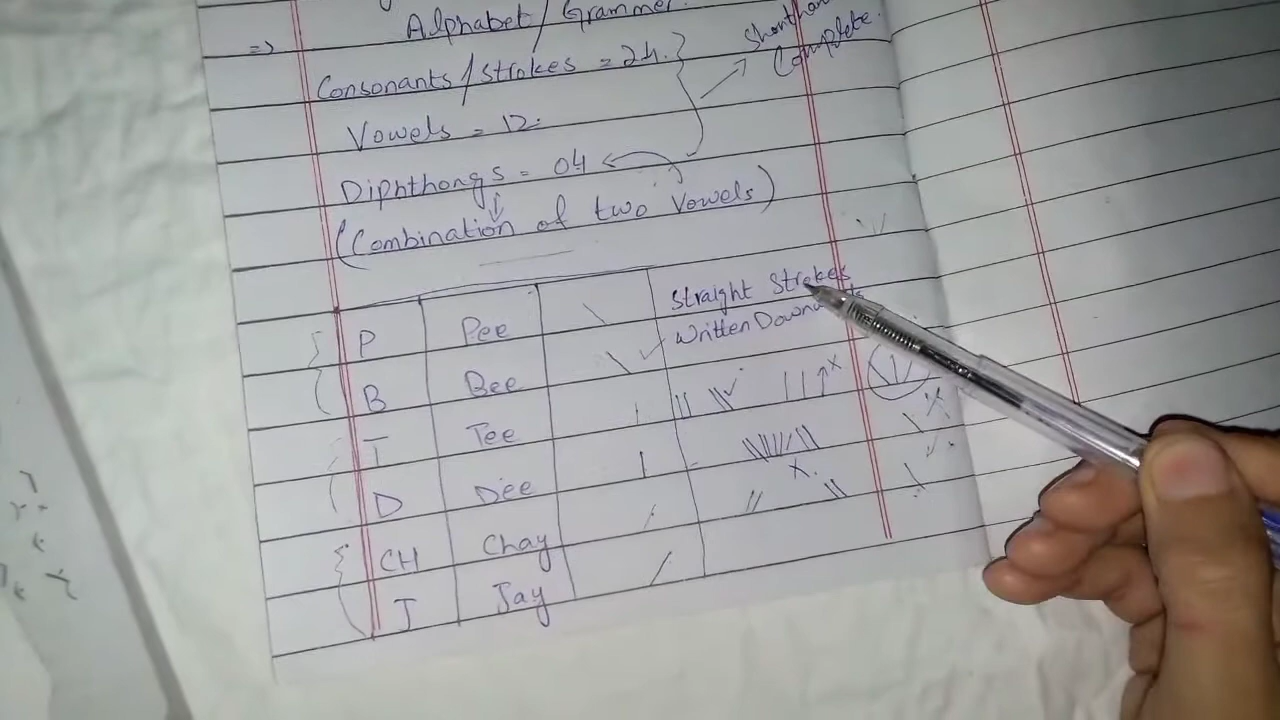 Alphabet/Grammer.
=>
Consonants/strokes = 24.
Shorthan
Complete.
Vowels = 12.
Diphthongs = 04
(Combination of two Vowels)
P Pee \ Straight Strokes
Written Down
B Bee \
T Tee |
D Dee |
CH Chay /
J Jay /